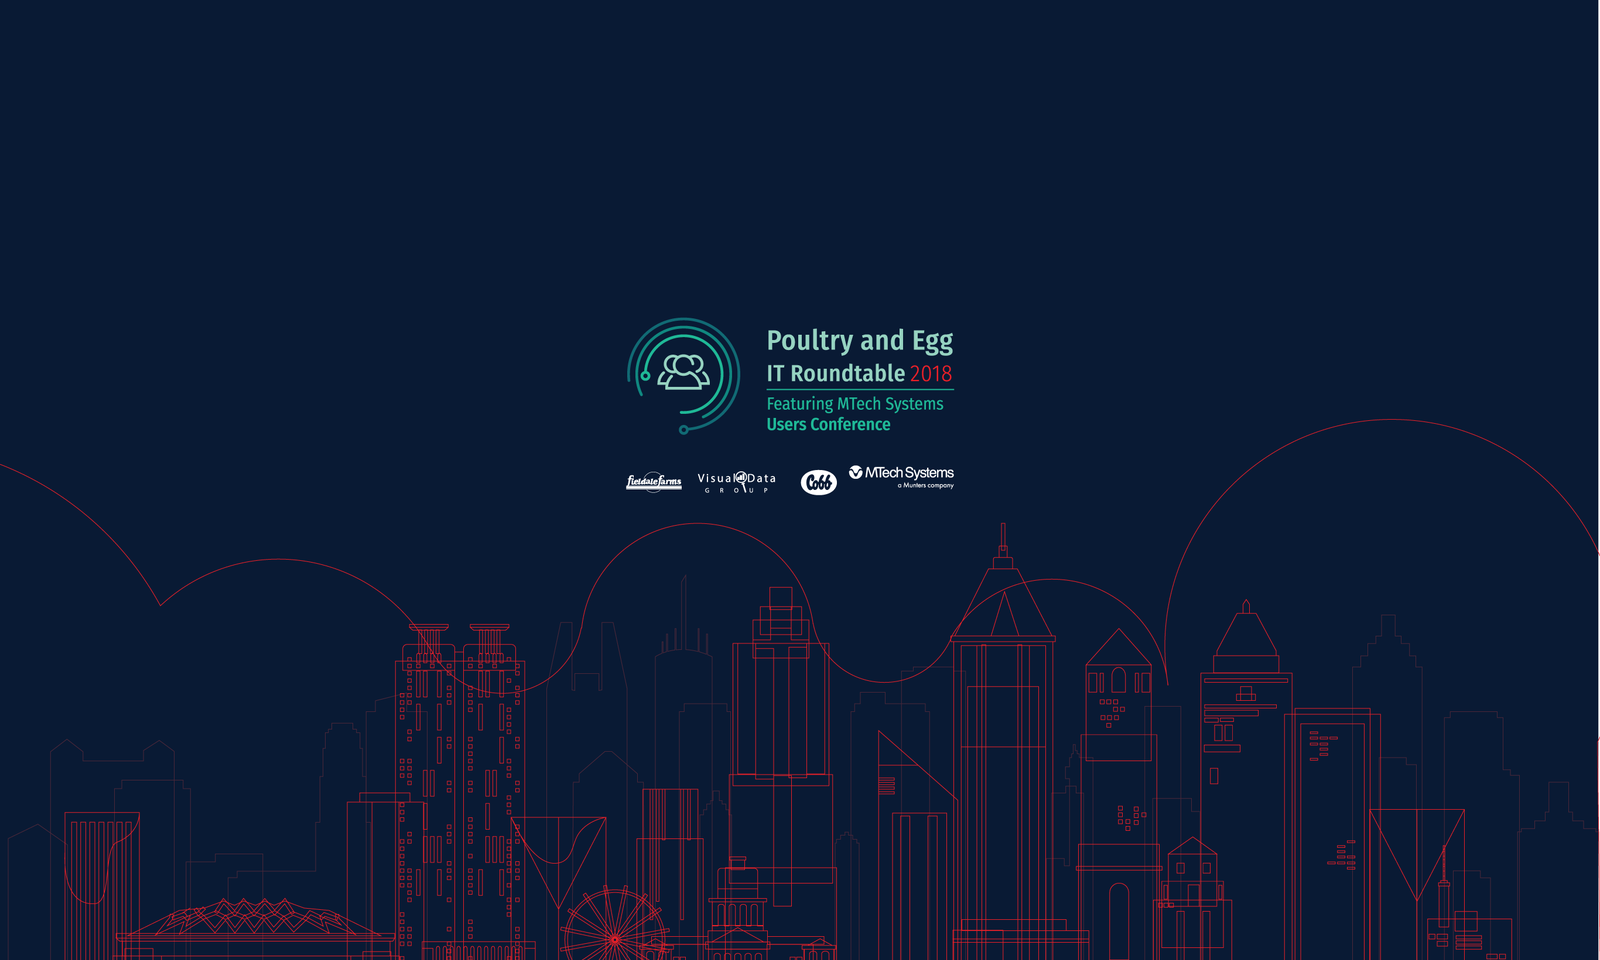 Poultry and Egg
IT Roundtable 2018
Featuring MTech Systems
Users Conference
fieldale farms
Visual Data
GROUP
Cobb
MTech Systems
a Munters company